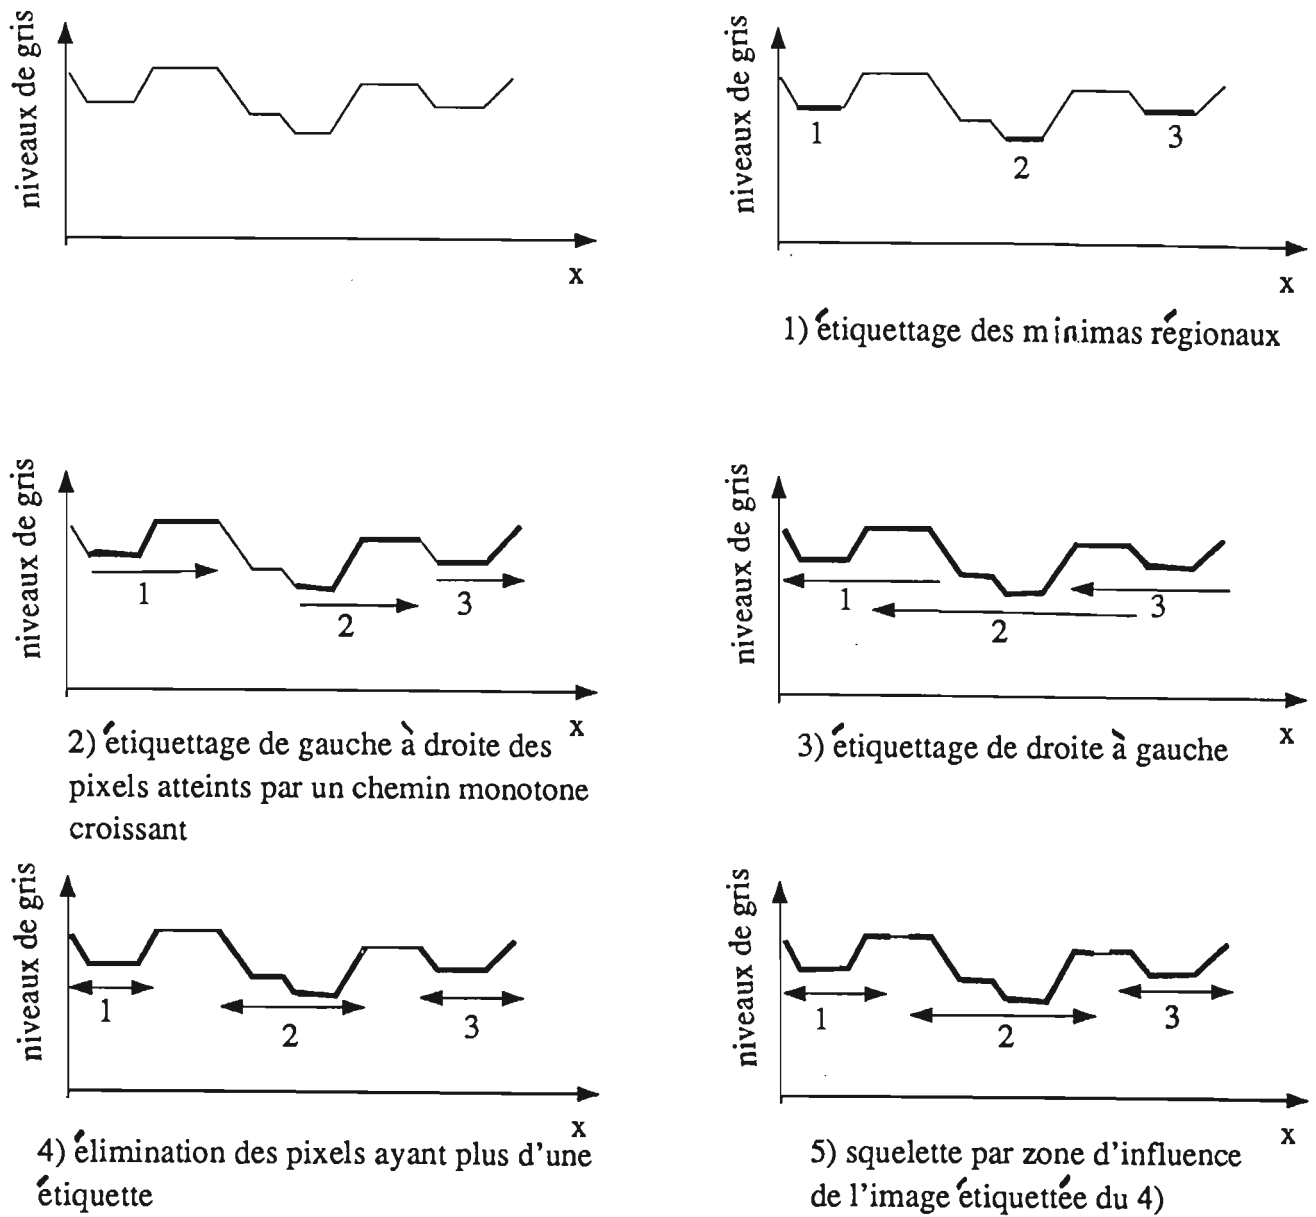 niveaux de gris
x
niveaux de gris
1
2
3
x
1) étiquettage des minimas régionaux
niveaux de gris
1
2
3
x
2) étiquettage de gauche à droite des
pixels atteints par un chemin monotone
croissant
niveaux de gris
1
2
3
x
3) étiquettage de droite à gauche
niveaux de gris
1
2
3
x
4) élimination des pixels ayant plus d'une
étiquette
niveaux de gris
1
2
3
x
5) squelette par zone d'influence
de l'image étiquettée du 4)